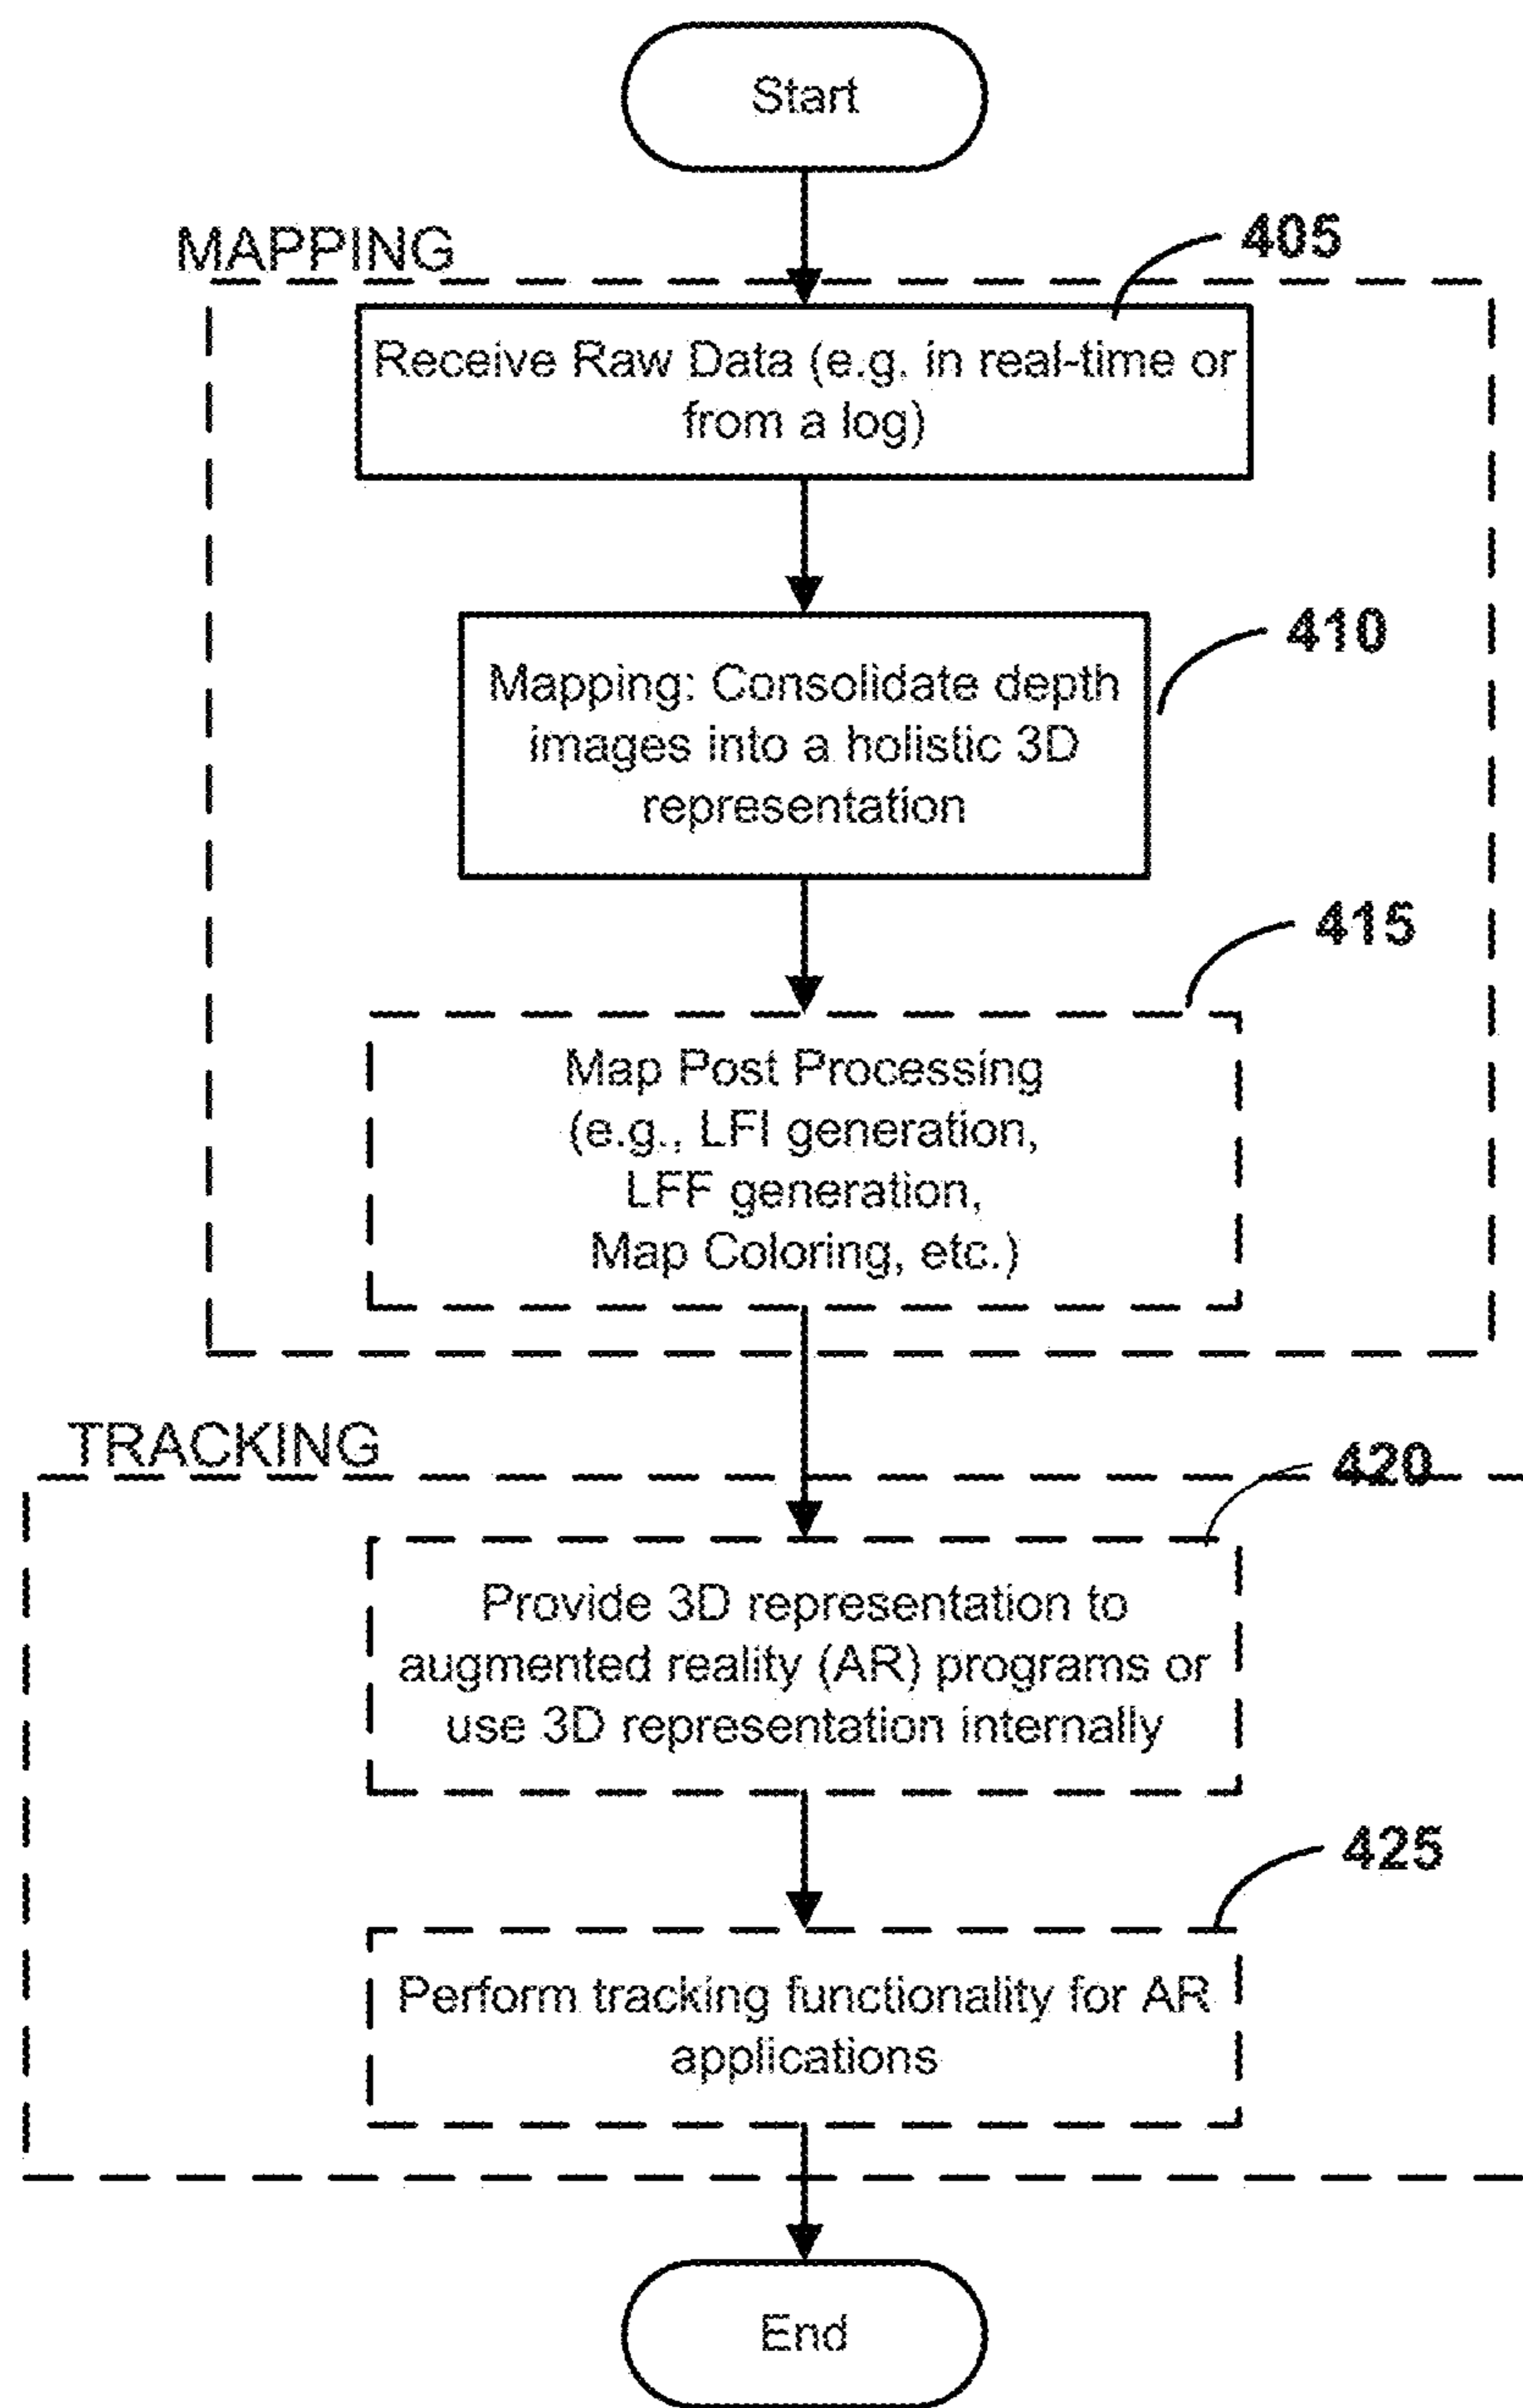 Start
MAPPING
405
Receive Raw Data (e.g. in real-time or
from a log)
410
Mapping: Consolidate depth
images into a holistic 3D
representation
415
Map Post Processing
(e.g., LFI generation,
LFF generation,
Map Coloring, etc.)
TRACKING
420
Provide 3D representation to
augmented reality (AR) programs or
use 3D representation internally
425
Perform tracking functionality for AR
applications
End